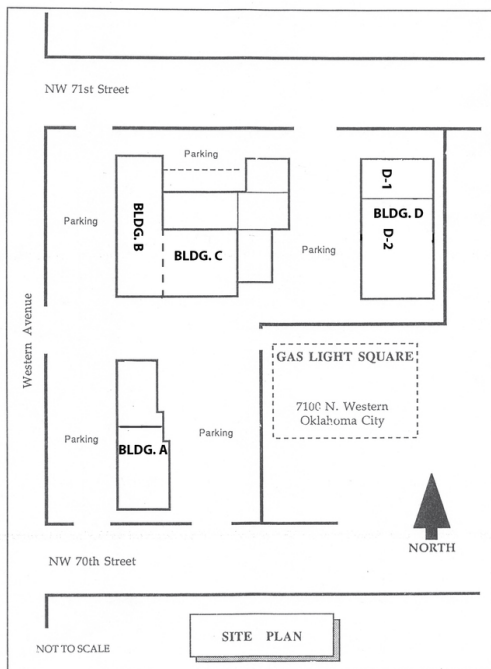 NW 71st Street
Parking
Parking
BLDG. B
BLDG. C
D-1
BLDG. D
D-2
Parking
Western Avenue
GAS LIGHT SQUARE
7100 N. Western
Oklahoma City
Parking
BLDG. A
Parking
NORTH
NW 70th Street
NOT TO SCALE
SITE PLAN